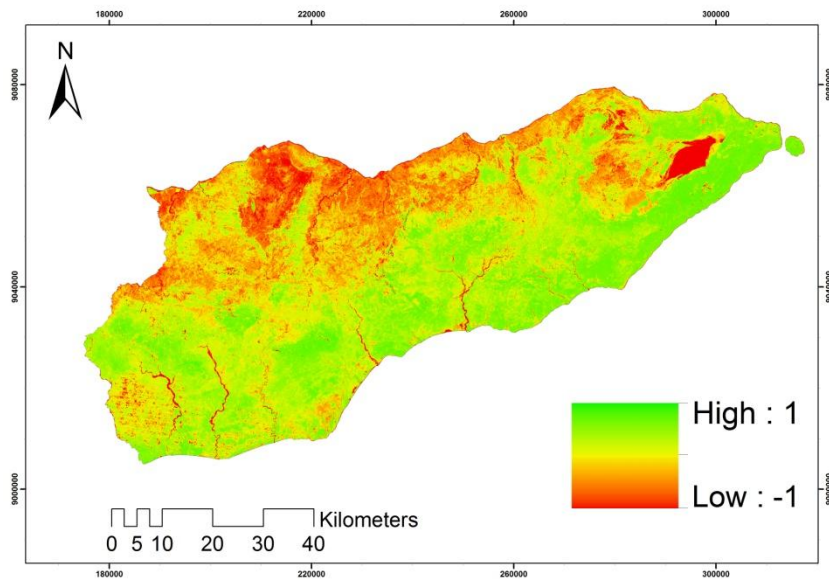 180000 220000 260000 300000
N
9080000 9080000
9040000 9040000
High : 1
Low : -1
9000000 9000000
Kilometers
0 5 10 20 30 40
180000 220000 260000 300000